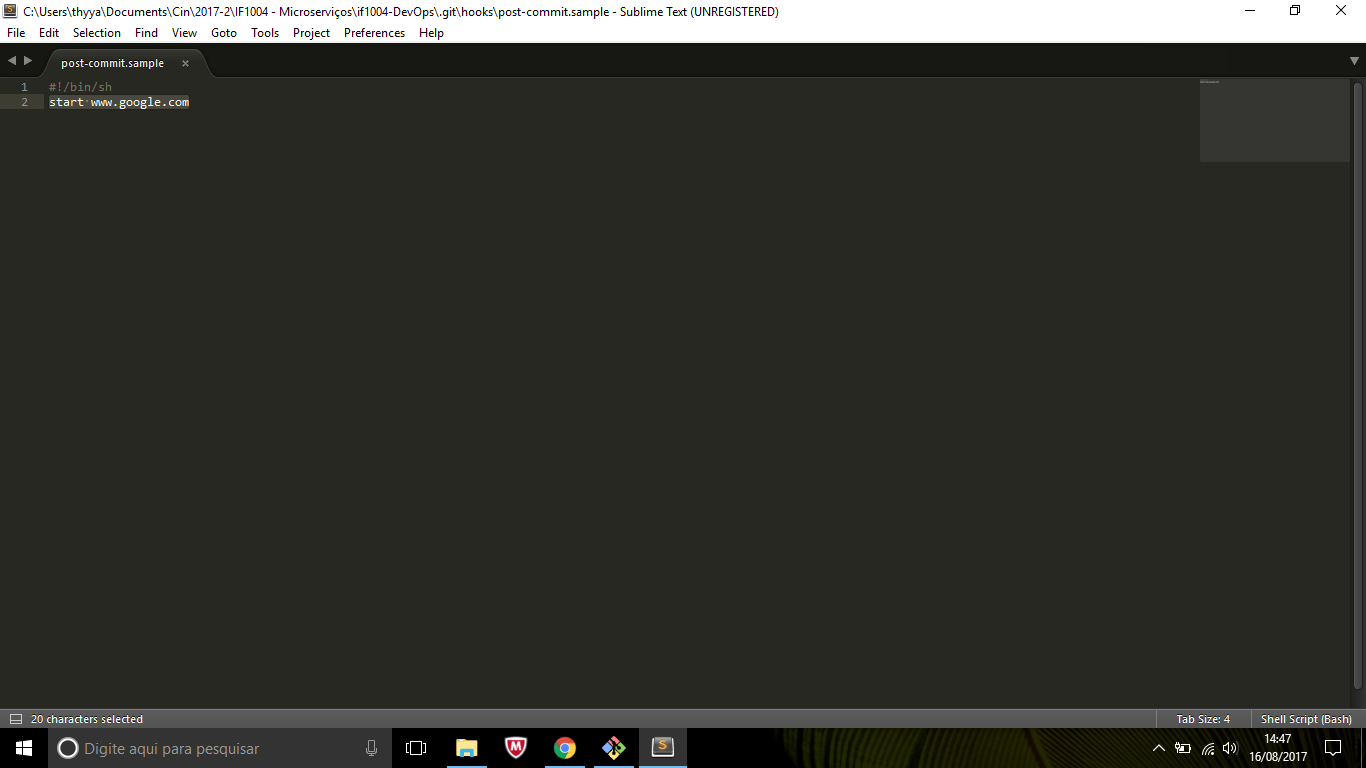 C:\Users\thyya\Documents\Cin\2017-2\IF1004 - Microserviços\if1004-DevOps\.git\hooks\post-commit.sample - Sublime Text (UNREGISTERED)
File Edit Selection Find View Goto Tools Project Preferences Help
post-commit.sample
1 #!/bin/sh
2 start www.google.com
20 characters selected Tab Size: 4 Shell Script (Bash)
Digite aqui para pesquisar
14:47
16/08/2017